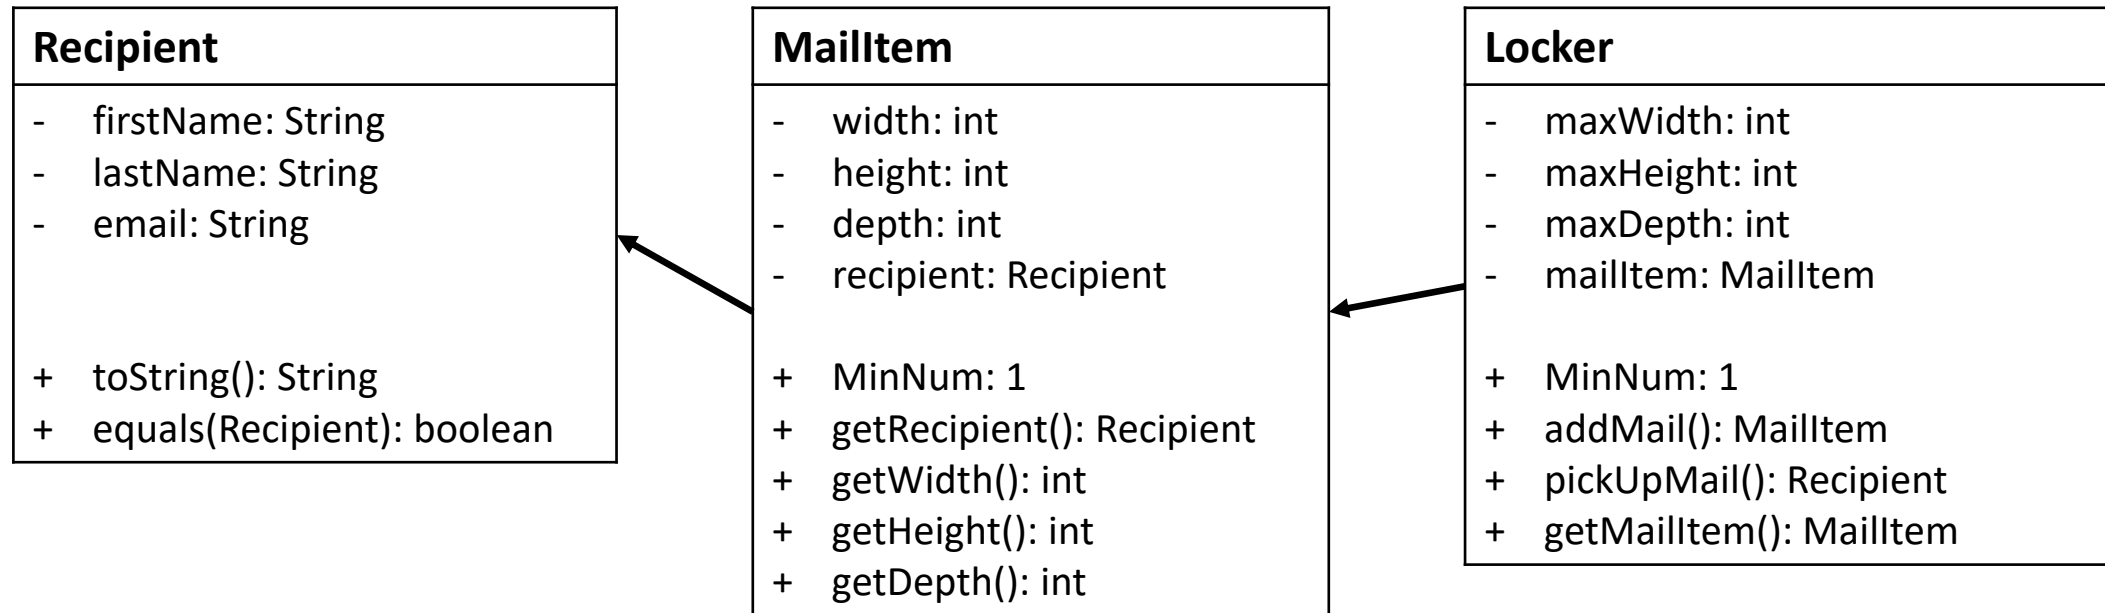 Recipient
- firstName: String
- lastName: String
- email: String
+ toString(): String
+ equals(Recipient): boolean
MailItem
- width: int
- height: int
- depth: int
- recipient: Recipient
+ MinNum: 1
+ getRecipient(): Recipient
+ getWidth(): int
+ getHeight(): int
+ getDepth(): int
Locker
- maxWidth: int
- maxHeight: int
- maxDepth: int
- mailItem: MailItem
+ MinNum: 1
+ addMail(): MailItem
+ pickUpMail(): Recipient
+ getMailItem(): MailItem